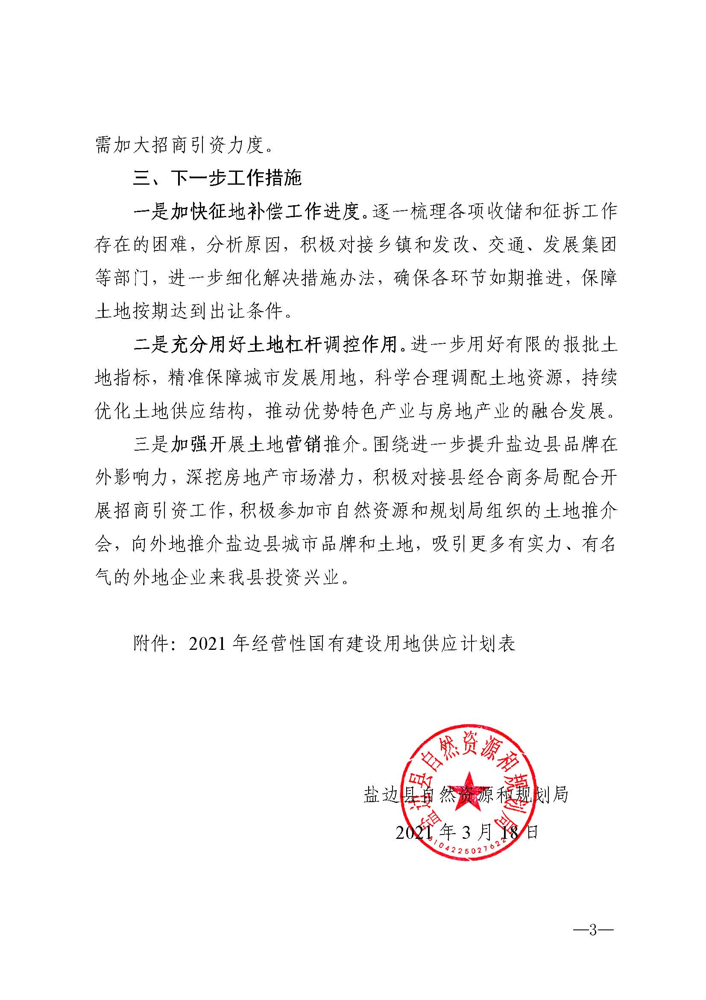 需加大招商引资力度。
三、下一步工作措施
一是加快征地补偿工作进度。逐一梳理各项收储和征拆工作
存在的困难，分析原因，积极对接乡镇和发改、交通、发展集团
等部门，进一步细化解决措施办法，确保各环节如期推进，保障
土地按期达到出让条件。
二是充分用好土地杠杆调控作用。进一步用好有限的报批土
地指标，精准保障城市发展用地，科学合理调配土地资源，持续
优化土地供应结构，推动优势特色产业与房地产业的融合发展。
三是加强开展土地营销推介。围绕进一步提升盐边县品牌在
外影响力，深挖房地产市场潜力，积极对接县经合商务局配合开
展招商引资工作，积极参加市自然资源和规划局组织的土地推介
会，向外地推介盐边县城市品牌和土地，吸引更多有实力、有名
气的外地企业来我县投资兴业。
附件：2021 年经营性国有建设用地供应计划表
盐边县自然资源和规划局
盐边县自然资源和规划局
2021 年 3 月 18 日
5104225027622
—3—